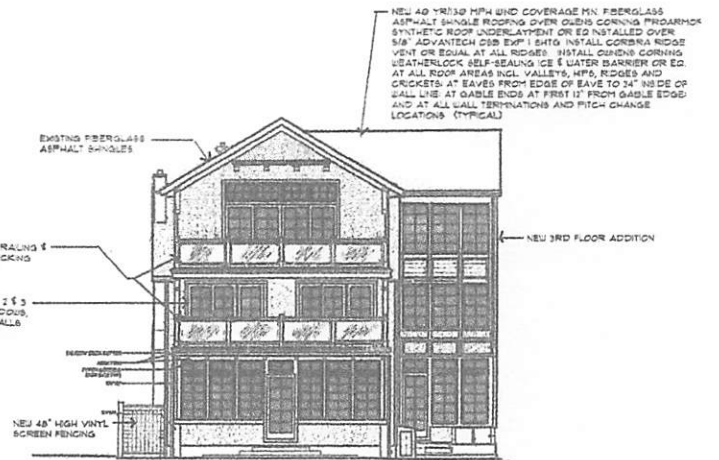 NEW 40 YR/130 MPH WIND COVERAGE MIN. FIBERGLASS
ASPHALT SHINGLE ROOFING OVER OWENS CORNING PROARMOR
SYNTHETIC ROOF UNDERLAYMENT OR EQ INSTALLED OVER
5/8" ADVANTECH OSB EXP 1 SHTG INSTALL COBRA RIDGE
VENT OR EQUAL AT ALL RIDGES. INSTALL OWENS CORNING
WEATHERLOCK SELF-SEALING ICE & WATER BARRIER OR EQ.
AT ALL ROOF AREAS INCL. VALLEYS, HIPS, RIDGES AND
CRICKETS; AT EAVES FROM EDGE OF EAVE TO 24" INSIDE OF
WALL LINE; AT GABLE ENDS AT FIRST 12" FROM GABLE EDGE;
AND AT ALL WALL TERMINATIONS AND PITCH CHANGE
LOCATIONS (TYPICAL)
EXISTING FIBERGLASS
ASPHALT SHINGLES
RAILING &
CKING
NEW 3RD FLOOR ADDITION
2 & 3
DOWS,
ALLS
NEW 48" HIGH VINYL
SCREEN FENCING